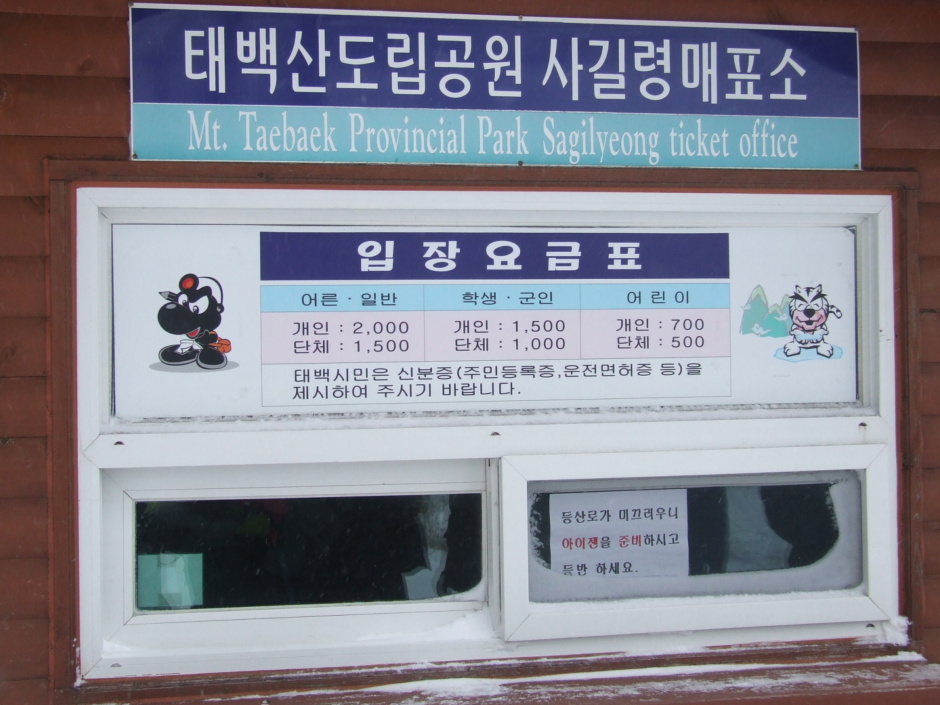 태백산도립공원 사길령매표소
Mt. Taebaek Provincial Park Sagilyeong ticket office
입장요금표
어른 · 일반 학생 · 군인 어린이
개인 : 2,000 개인 : 1,500 개인 : 700
단체 : 1,500 단체 : 1,000 단체 : 500
태백시민은 신분증(주민등록증,운전면허증 등)을
제시하여 주시기 바랍니다.
등산로가 미끄러우니
아이젠을 준비하시고
등반 하세요.